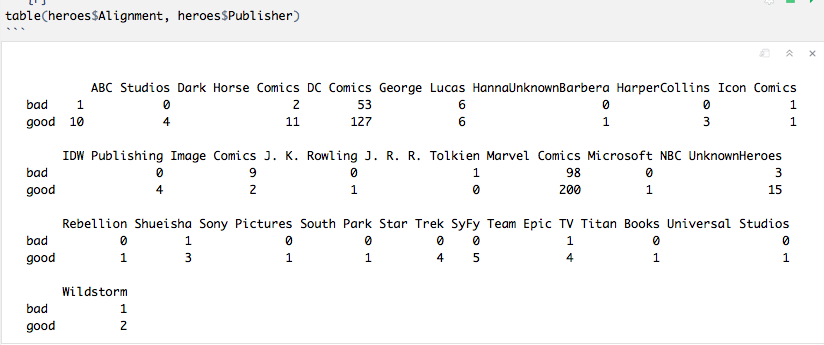 table(heroes$Alignment, heroes$Publisher)
```
ABC Studios Dark Horse Comics DC Comics George Lucas HannaUnknownBarbera HarperCollins Icon Comics
bad 1 0 2 53 6 0 0 1
good 10 4 11 127 6 1 3 1
IDW Publishing Image Comics J. K. Rowling J. R. R. Tolkien Marvel Comics Microsoft NBC UnknownHeroes
bad 0 9 0 1 98 0 3
good 4 2 1 0 200 1 15
Rebellion Shueisha Sony Pictures South Park Star Trek SyFy Team Epic TV Titan Books Universal Studios
bad 0 1 0 0 0 0 1 0 0
good 1 3 1 1 4 5 4 1 1
Wildstorm
bad 1
good 2